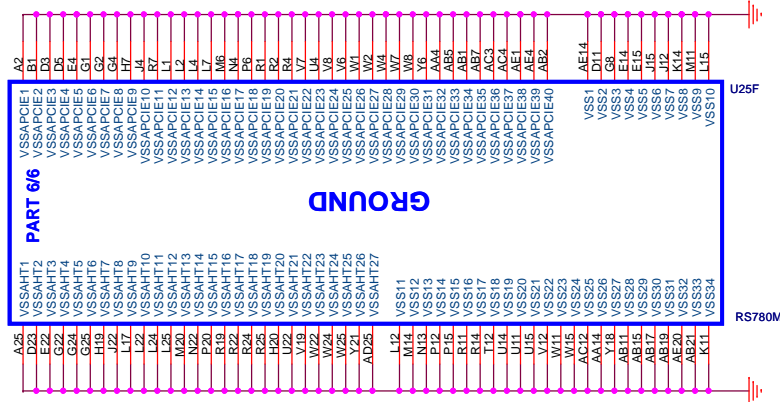 A2
B1
D3
D5
E4
G1
G2
G4
H7
J4
R7
L1
L2
L4
L7
M6
N4
P6
R1
R2
R4
V7
U4
V8
V6
W1
W2
W4
W7
W8
Y6
AA4
AB5
AB1
AB7
AC3
AC4
AE1
AE4
AB2
AE14
D11
G8
E14
E15
J15
J12
K14
M11
L15
U25F
VSSAPCIE1
VSSAPCIE2
VSSAPCIE3
VSSAPCIE4
VSSAPCIE5
VSSAPCIE6
VSSAPCIE7
VSSAPCIE8
VSSAPCIE9
VSSAPCIE10
VSSAPCIE11
VSSAPCIE12
VSSAPCIE13
VSSAPCIE14
VSSAPCIE15
VSSAPCIE16
VSSAPCIE17
VSSAPCIE18
VSSAPCIE19
VSSAPCIE20
VSSAPCIE21
VSSAPCIE22
VSSAPCIE23
VSSAPCIE24
VSSAPCIE25
VSSAPCIE26
VSSAPCIE27
VSSAPCIE28
VSSAPCIE29
VSSAPCIE30
VSSAPCIE31
VSSAPCIE32
VSSAPCIE33
VSSAPCIE34
VSSAPCIE35
VSSAPCIE36
VSSAPCIE37
VSSAPCIE38
VSSAPCIE39
VSSAPCIE40
VSS1
VSS2
VSS3
VSS4
VSS5
VSS6
VSS7
VSS8
VSS9
VSS10
PART 6/6
GROUND
VSSAHT1
VSSAHT2
VSSAHT3
VSSAHT4
VSSAHT5
VSSAHT6
VSSAHT7
VSSAHT8
VSSAHT9
VSSAHT10
VSSAHT11
VSSAHT12
VSSAHT13
VSSAHT14
VSSAHT15
VSSAHT16
VSSAHT17
VSSAHT18
VSSAHT19
VSSAHT20
VSSAHT21
VSSAHT22
VSSAHT23
VSSAHT24
VSSAHT25
VSSAHT26
VSSAHT27
VSS11
VSS12
VSS13
VSS14
VSS15
VSS16
VSS17
VSS18
VSS19
VSS20
VSS21
VSS22
VSS23
VSS24
VSS25
VSS26
VSS27
VSS28
VSS29
VSS30
VSS31
VSS32
VSS33
VSS34
RS780M
A25
D23
E22
G22
G24
G25
H19
J22
L17
L22
L24
L25
M20
N22
P20
R19
R22
R24
R25
H20
U22
V19
W22
W24
W25
Y21
AD25
L12
M14
N13
P12
P15
R11
R14
T12
U14
U11
U15
V12
W11
W15
AC12
AA14
Y18
AB11
AB15
AB17
AB19
AE20
AB21
K11